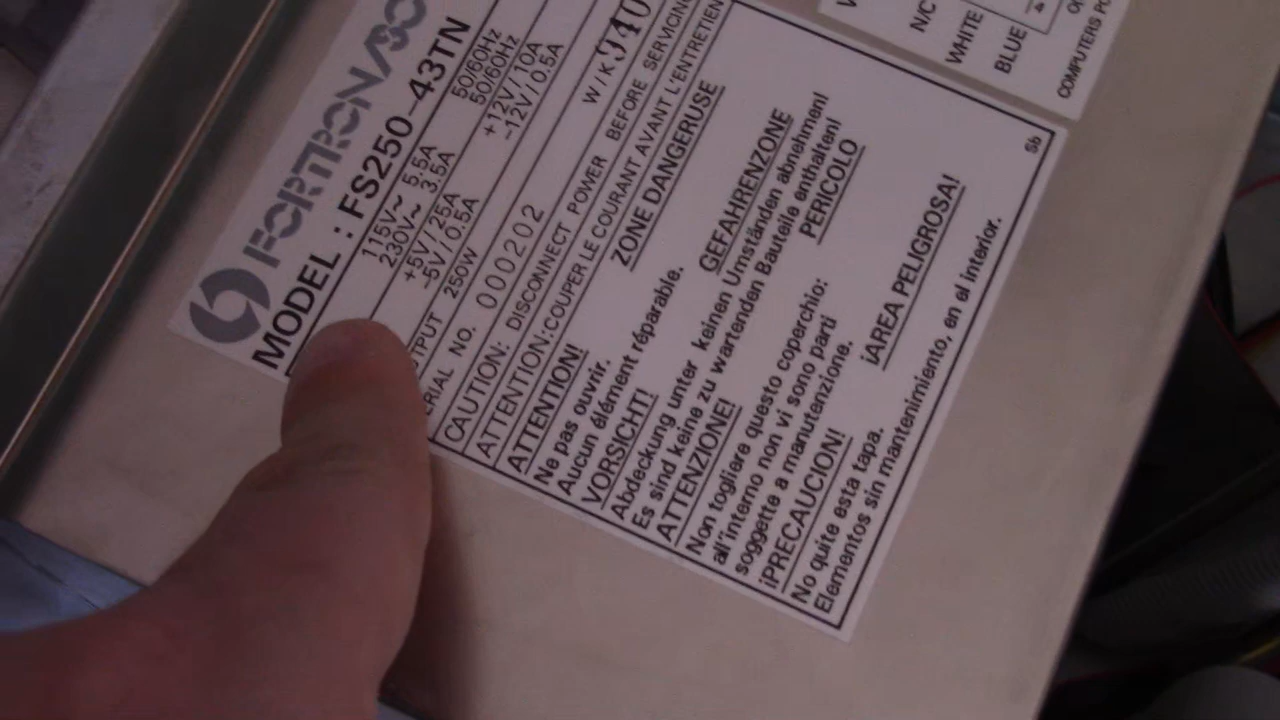 FORTRON/SO
MODEL : FS250-43TN
115V~ 5.5A 50/60Hz
230V~ 3.5A 50/60Hz
+5V/25A +12V/10A
-5V/0.5A -12V/0.5A
250W
ERIAL NO. 000202 W/K 940
CAUTION: DISCONNECT POWER BEFORE SERVICING
ATTENTION:COUPER LE COURANT AVANT L'ENTRETIEN
ATTENTION! ZONE DANGERUSE
Ne pas ouvrir.
Aucun élément réparable.
VORSICHT! GEFAHRENZONE
Abdeckung unter keinen Umständen abnehmen!
Es sind keine zu wartenden Bauteile enthalten!
ATTENZIONE! PERICOLO
Non togliere questo coperchio:
all'interno non vi sono parti
soggette a manutenzione.
¡PRECAUCION! ¡AREA PELIGROSA!
No quite esta tapa.
Elementos sin mantenimiento, en el interior.
N/C
WHITE
BLUE
COMPUTERS